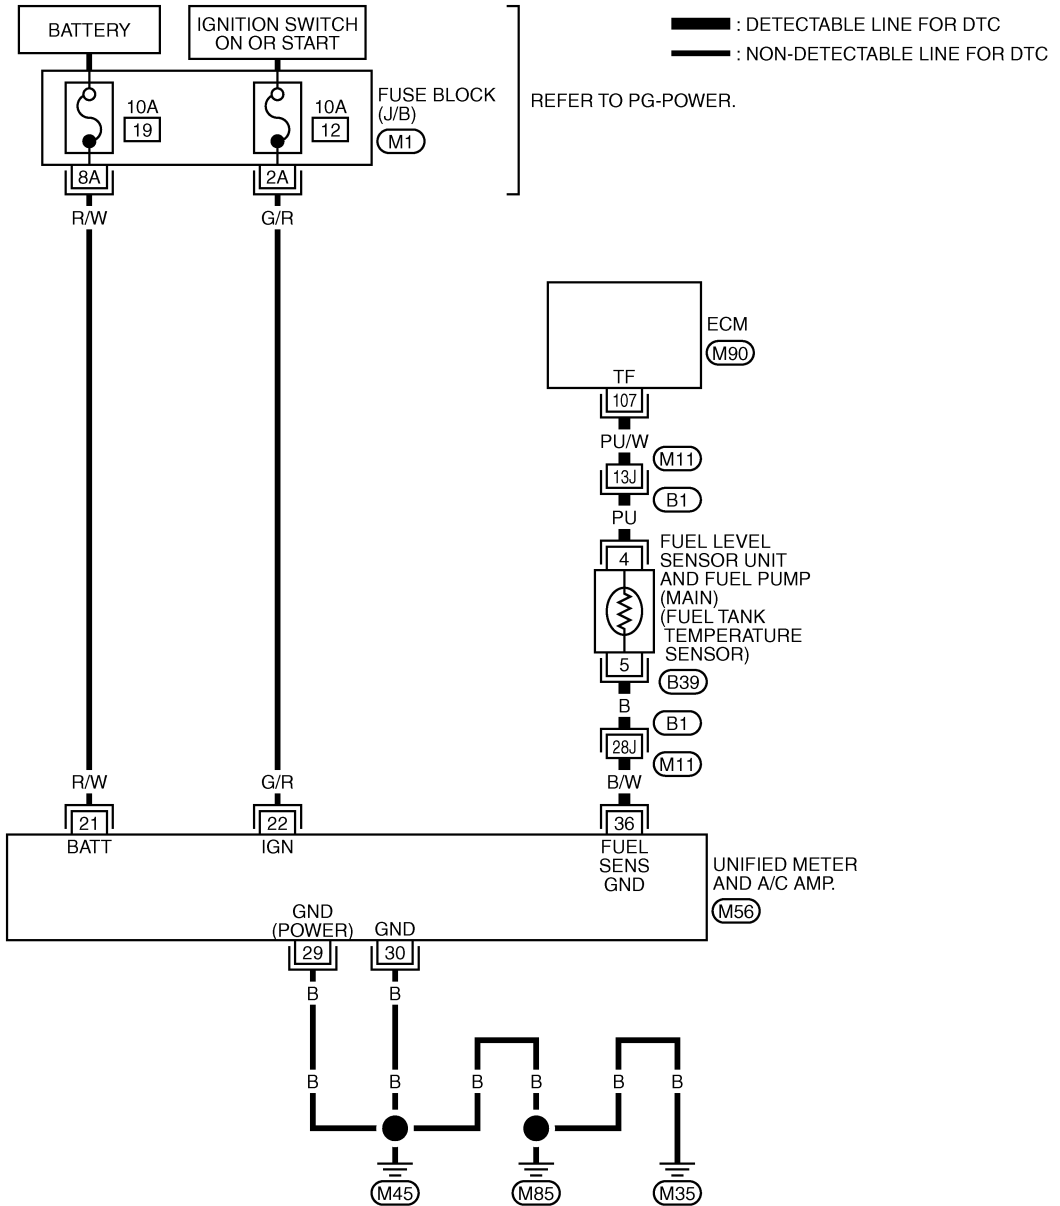 BATTERY
IGNITION SWITCH
ON OR START
: DETECTABLE LINE FOR DTC
: NON-DETECTABLE LINE FOR DTC
10A
19
10A
12
FUSE BLOCK
(J/B)
M1
REFER TO PG-POWER.
8A
2A
R/W
G/R
ECM
M90
TF
107
PU/W
M11
13J
B1
PU
4
FUEL LEVEL
SENSOR UNIT
AND FUEL PUMP
(MAIN)
(FUEL TANK
TEMPERATURE
SENSOR)
5
B39
B
B1
28J
M11
R/W
G/R
B/W
21
22
36
BATT
IGN
FUEL
SENS
GND
UNIFIED METER
AND A/C AMP.
M56
GND
(POWER)
GND
29
30
B
B
B
B
B
B
B
B
M45
M85
M35